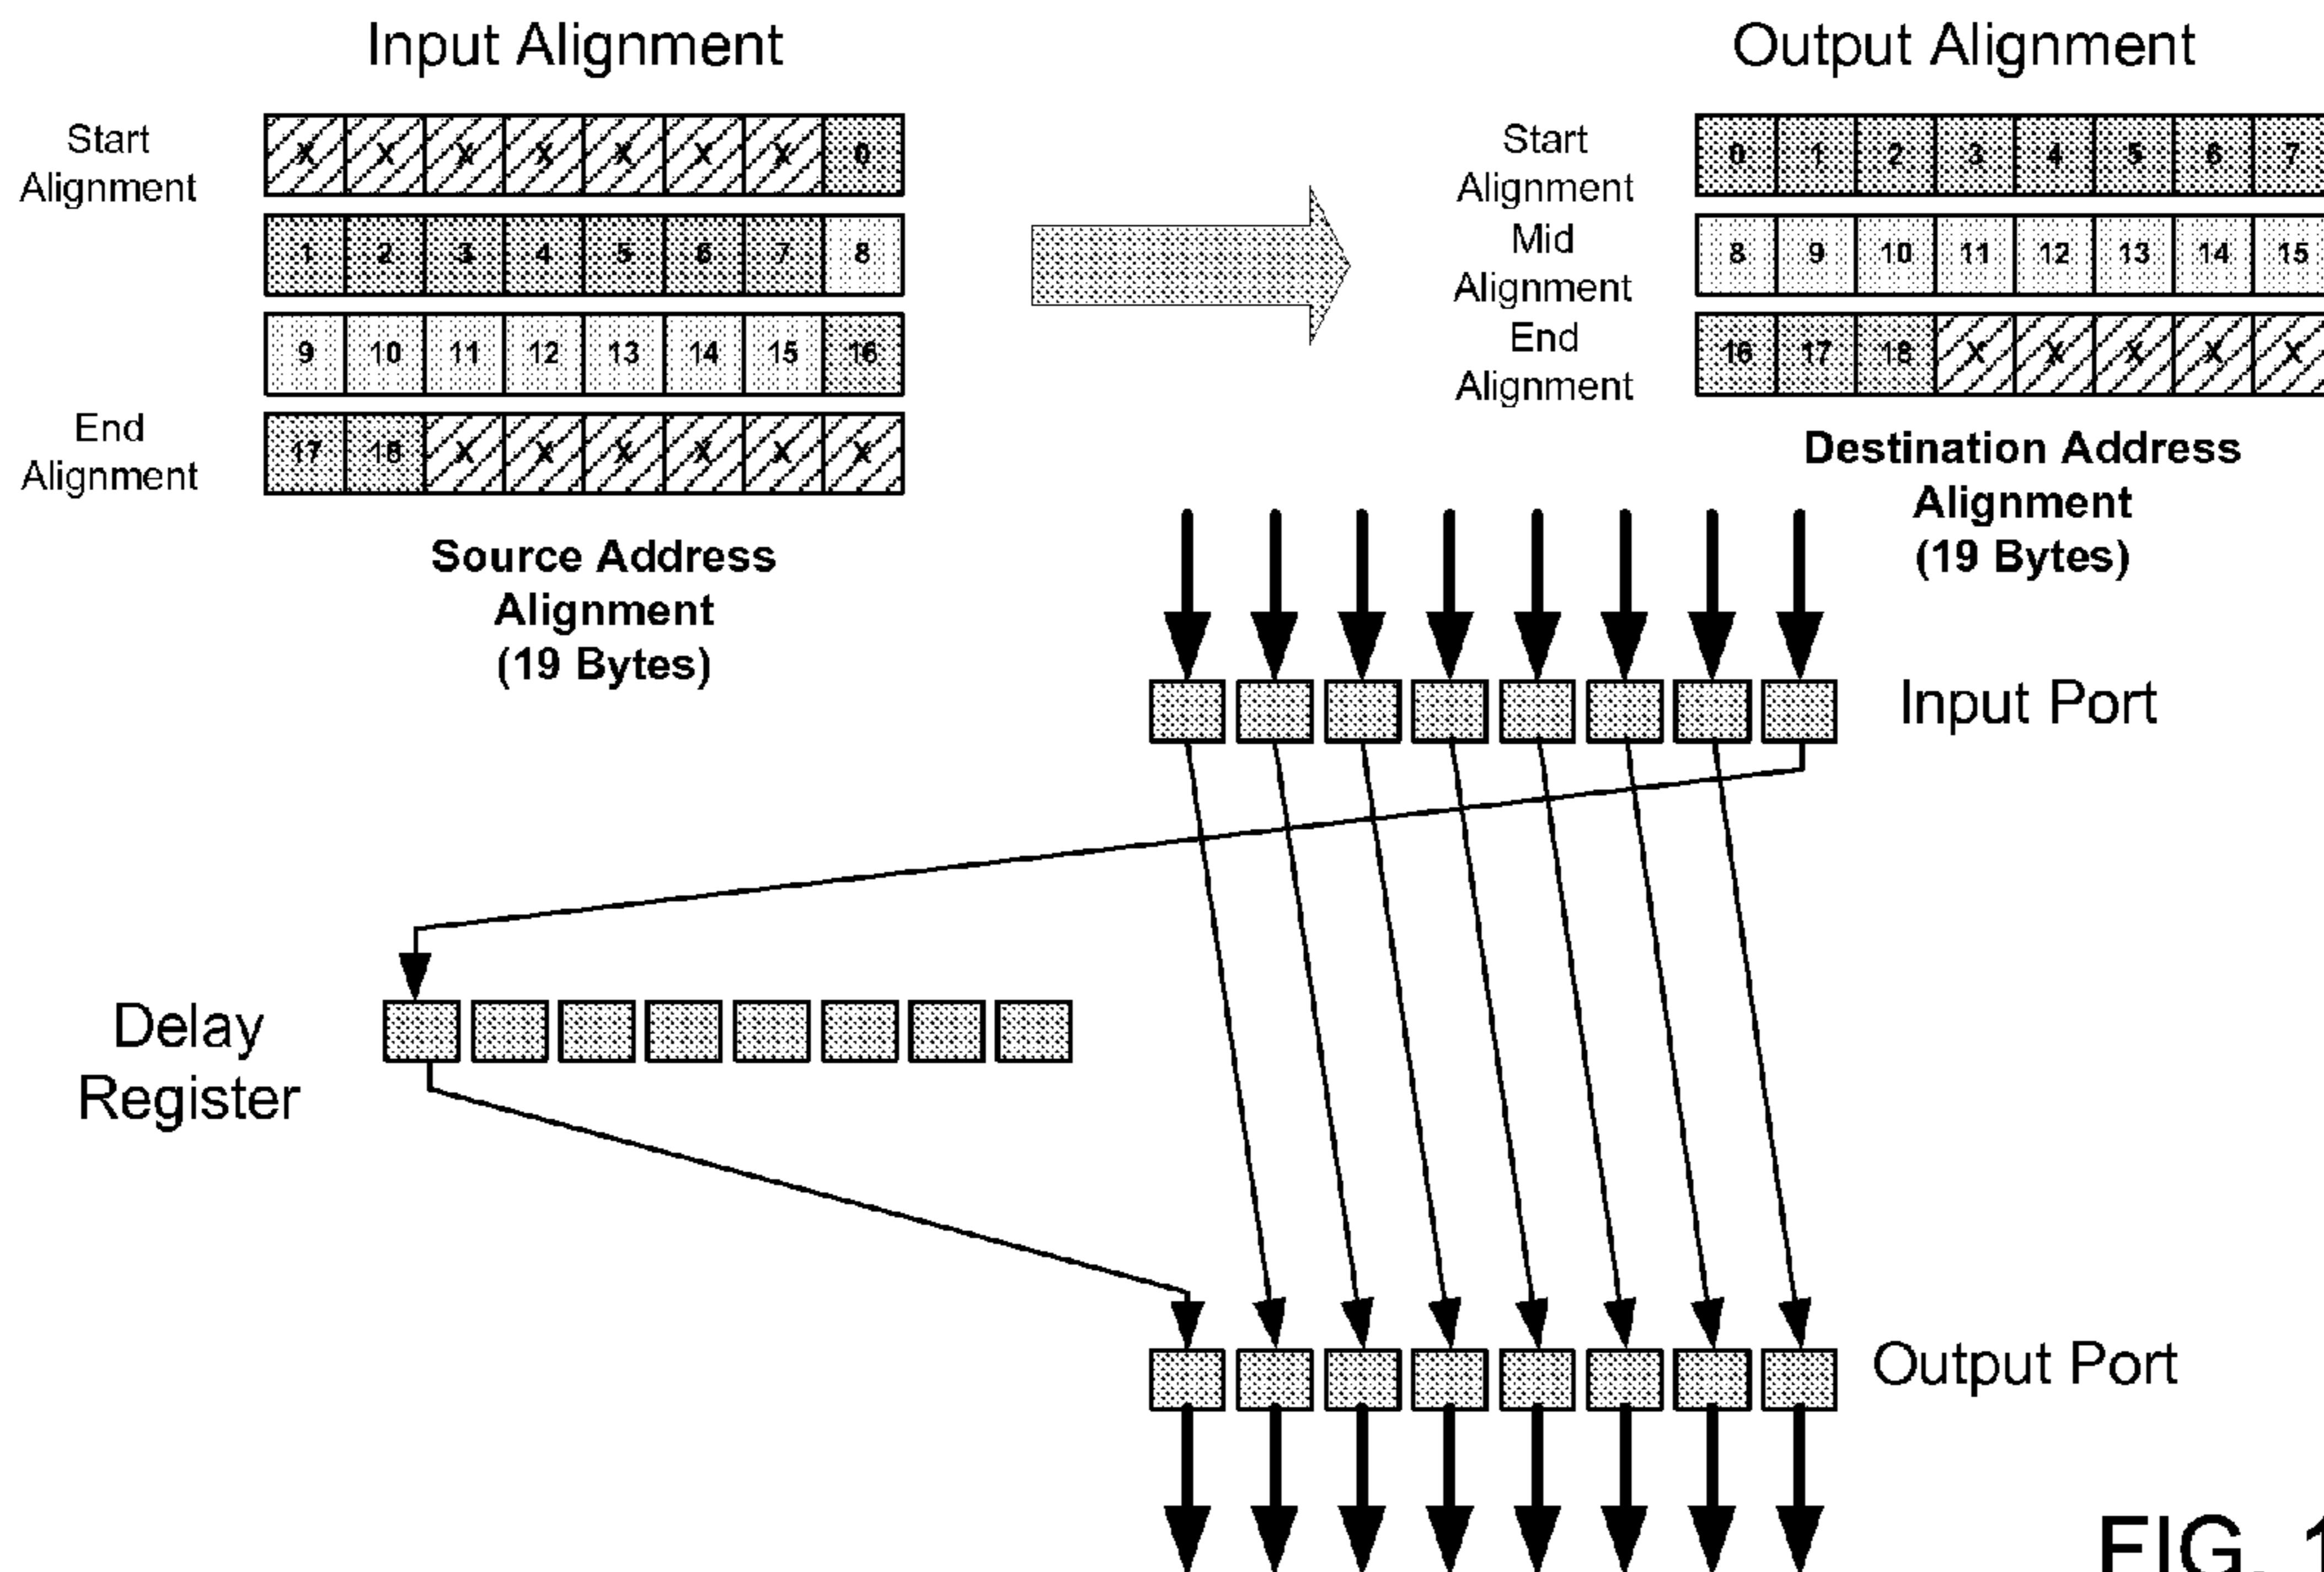 Input Alignment
Output Alignment
Start
Alignment
X X X X X X X 0
1 2 3 4 5 6 7 8
9 10 11 12 13 14 15 16
End
Alignment
17 18 X X X X X X
Source Address
Alignment
(19 Bytes)
Start
Alignment
0 1 2 3 4 5 6 7
Mid
Alignment
8 9 10 11 12 13 14 15
End
Alignment
16 17 18 X X X X X
Destination Address
Alignment
(19 Bytes)
Input Port
Delay
Register
Output Port
FIG. 1